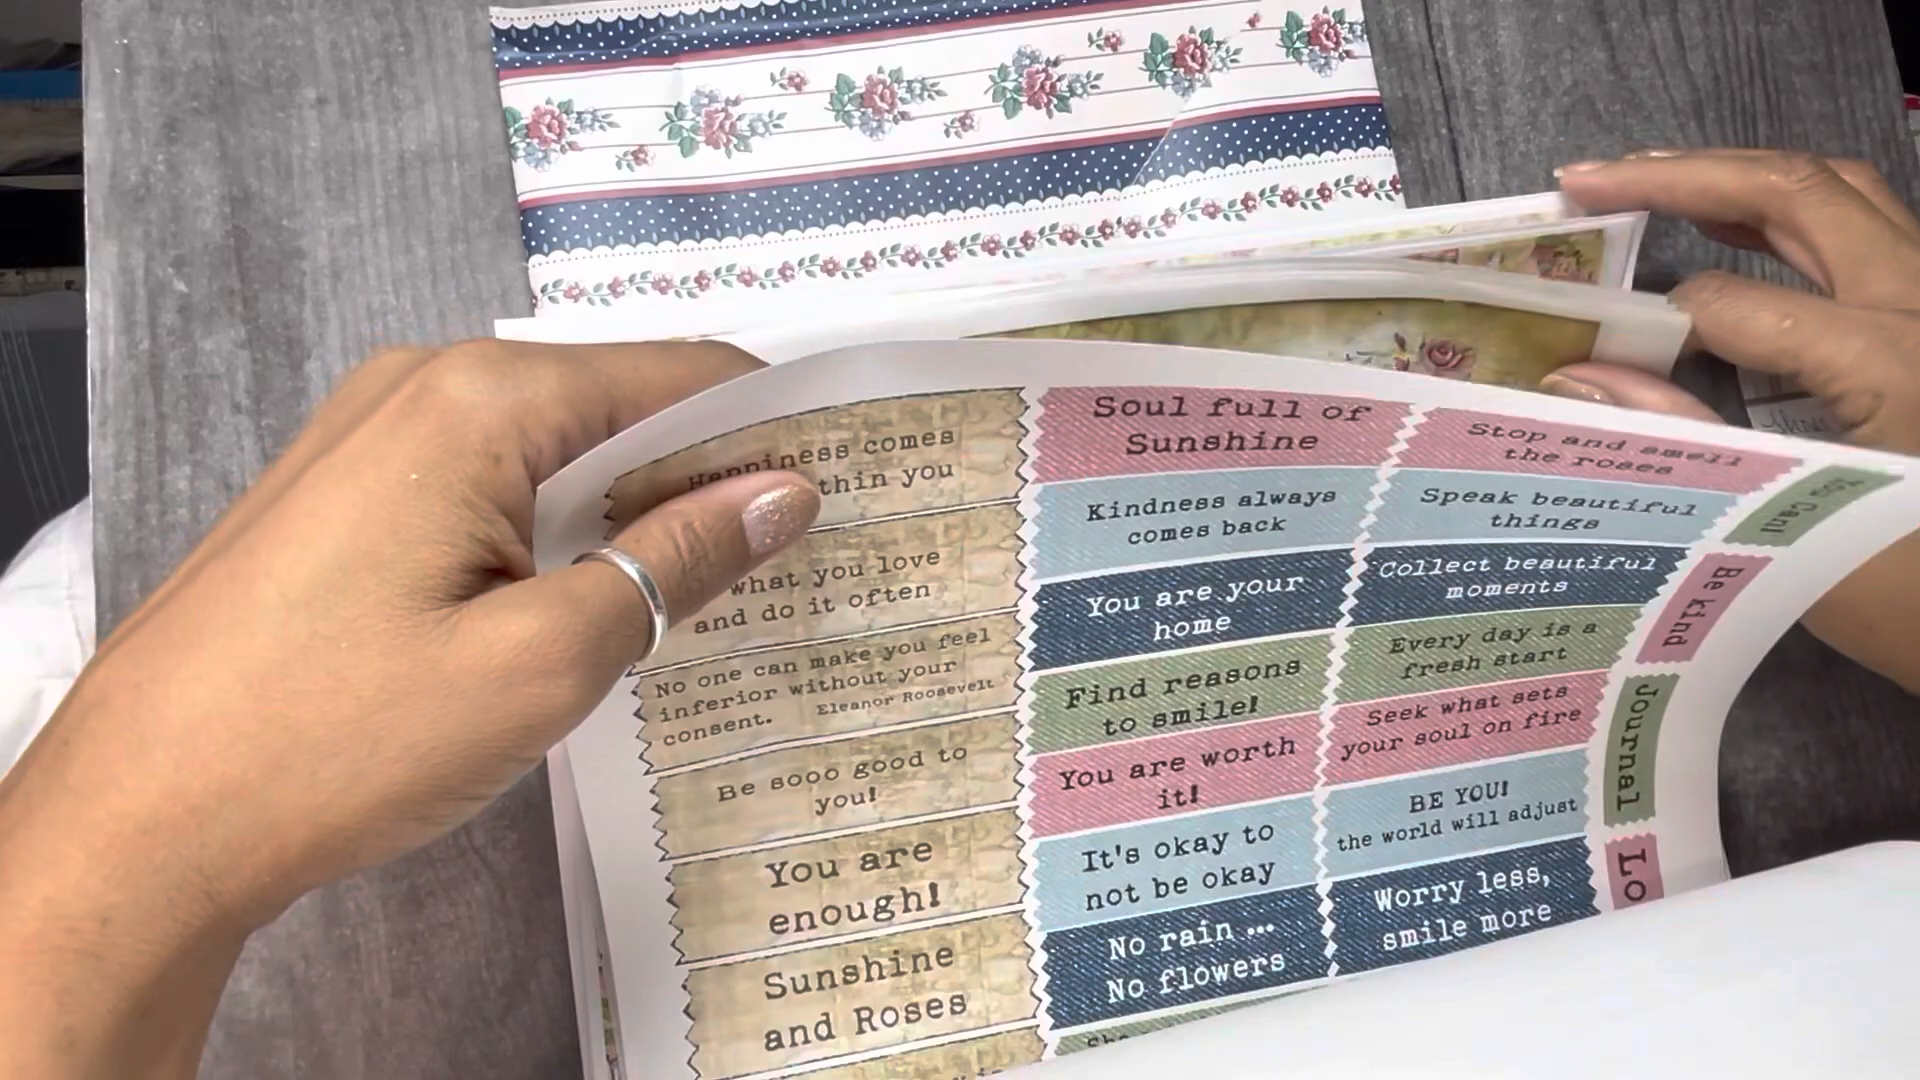 Happiness comes
thin you
what you love
and do it often
No one can make you feel
inferior without your
consent. Eleanor Roosevelt
Be sooo good to
you!
You are
enough!
Sunshine
and Roses
Soul full of
Sunshine
Kindness always
comes back
You are your
home
Find reasons
to smile!
You are worth
it!
It's okay to
not be okay
No rain ...
No flowers
Stop and smell
the roses
Speak beautiful
things
Collect beautiful
moments
Every day is a
fresh start
Seek what sets
your soul on fire
BE YOU!
the world will adjust
Worry less,
smile more
You Can!
Be kind
Journal
Lo